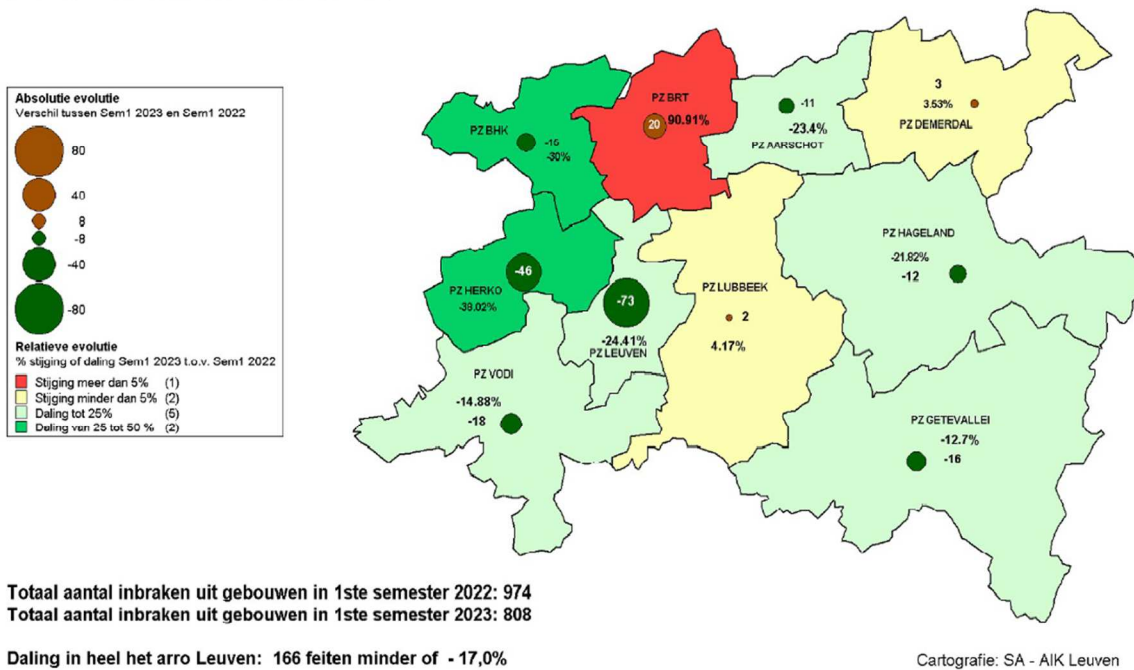 Absolutie evolutie
Verschil tussen Sem1 2023 en Sem1 2022
80
40
8
-8
-40
-80
Relatieve evolutie
% stijging of daling Sem1 2023 t.o.v. Sem1 2022
Stijging meer dan 5% (1)
Stijging minder dan 5% (2)
Daling tot 25% (5)
Daling van 25 tot 50 % (2)
PZ BHK
-15
-30%
PZ BRT
20
90.91%
-11
-23.4%
PZ AARSCHOT
3
3.53%
PZ DEMERDAL
PZ HERKO
-46
-39.02%
-73
-24.41%
PZ LEUVEN
PZ LUBBEEK
2
4.17%
PZ HAGELAND
-21.82%
-12
PZ VODI
-14.88%
-18
PZ GETEVALLEI
-12.7%
-16
Totaal aantal inbraken uit gebouwen in 1ste semester 2022: 974
Totaal aantal inbraken uit gebouwen in 1ste semester 2023: 808
Daling in heel het arro Leuven: 166 feiten minder of - 17,0%
Cartografie: SA - AIK Leuven